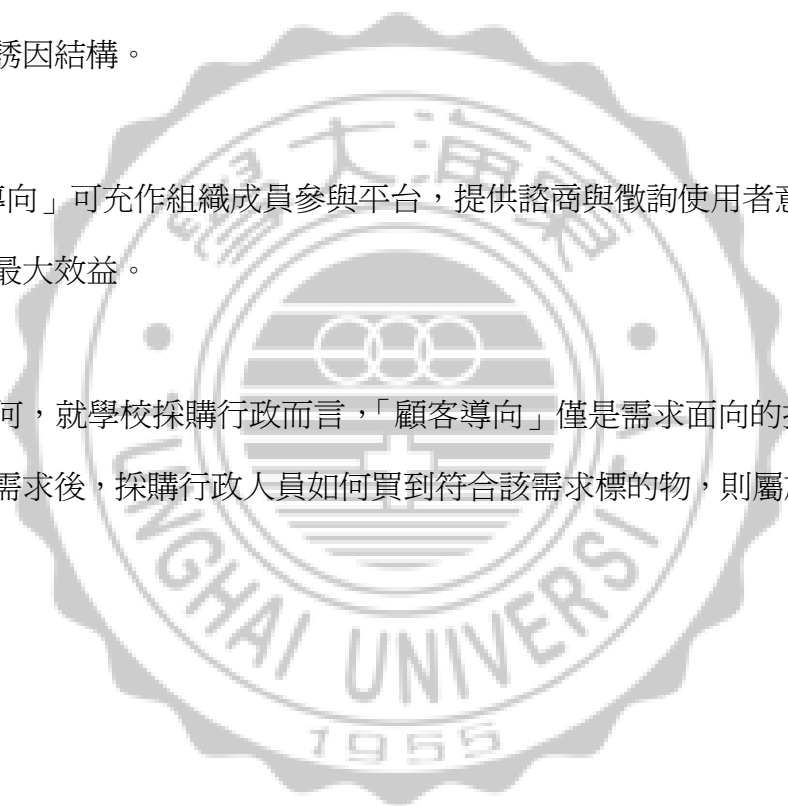 誘因結構。
導向」可充作組織成員參與平台，提供諮商與徵詢使用者意
最大效益。
何，就學校採購行政而言，「顧客導向」僅是需求面向的
需求後，採購行政人員如何買到符合該需求標的物，則屬
學大海東
TUNGHAI UNIVERSITY
1955